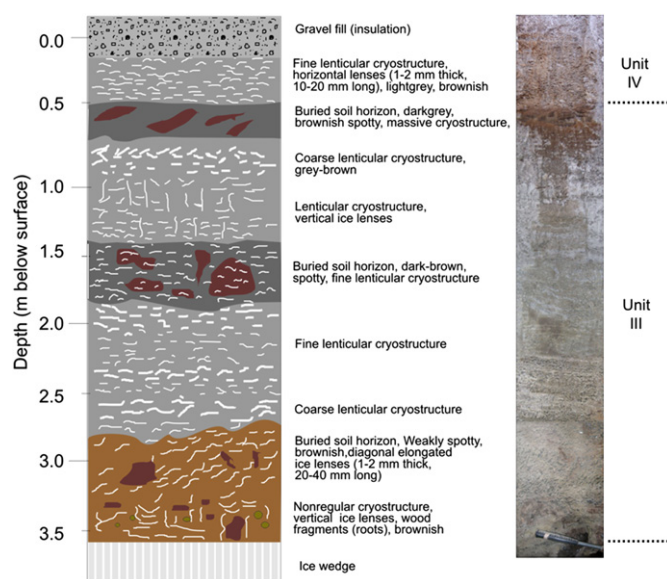 0.0
0.5
1.0
1.5
2.0
2.5
3.0
3.5
Depth (m below surface)
Gravel fill (insulation)
Fine lenticular cryostructure,
horizontal lenses (1-2 mm thick,
10-20 mm long), lightgrey, brownish
Buried soil horizon, darkgrey,
brownish spotty, massive cryostructure,
Coarse lenticular cryostructure,
grey-brown
Lenticular cryostructure,
vertical ice lenses
Buried soil horizon, dark-brown,
spotty, fine lenticular cryostructure
Fine lenticular cryostructure
Coarse lenticular cryostructure
Buried soil horizon, Weakly spotty,
brownish,diagonal elongated
ice lenses (1-2 mm thick,
20-40 mm long)
Nonregular cryostructure,
vertical ice lenses, wood
fragments (roots), brownish
Ice wedge
Unit
IV
Unit
III